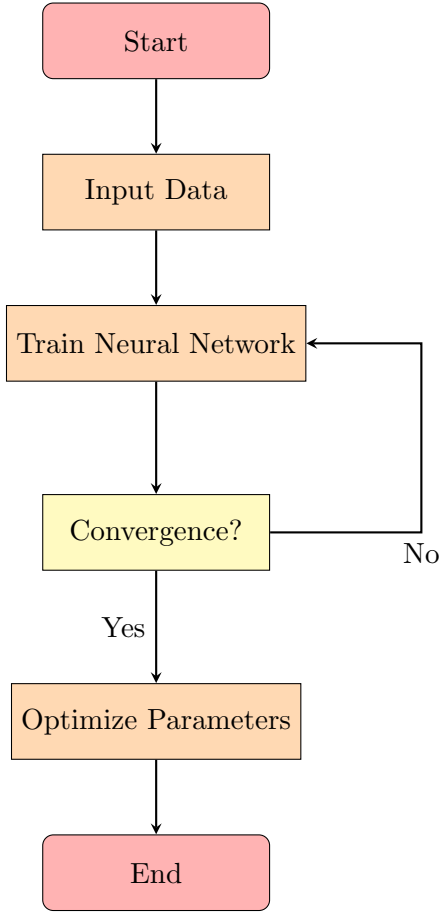 Start
Input Data
Train Neural Network
Convergence?
No
Yes
Optimize Parameters
End